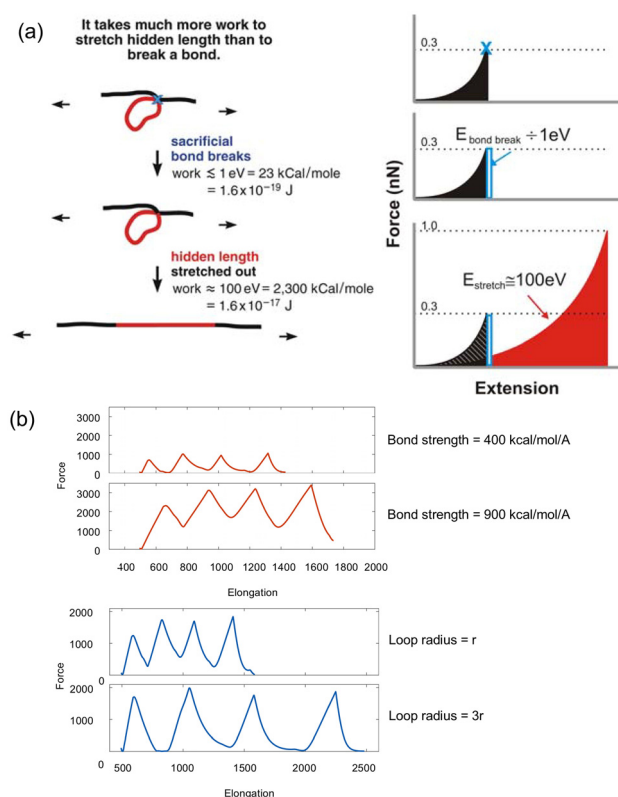 (a)
It takes much more work to
stretch hidden length than to
break a bond.
X
sacrificial
bond breaks
work ≲ 1 eV = 23 kCal/mole
= 1.6 x 10⁻¹⁹ J
hidden length
stretched out
work ≈ 100 eV = 2,300 kCal/mole
= 1.6 x 10⁻¹⁷ J
Force (nN)
0.3
X
0.3
E bond break ÷ 1eV
1.0
E stretch ≅ 100eV
0.3
Extension
(b)
3000
2000
1000
0
Bond strength = 400 kcal/mol/A
Force
3000
2000
1000
0
Bond strength = 900 kcal/mol/A
400 600 800 1000 1200 1400 1600 1800 2000
Elongation
2000
1000
0
Loop radius = r
Force
2000
1000
0
Loop radius = 3r
500 1000 1500 2000 2500
Elongation